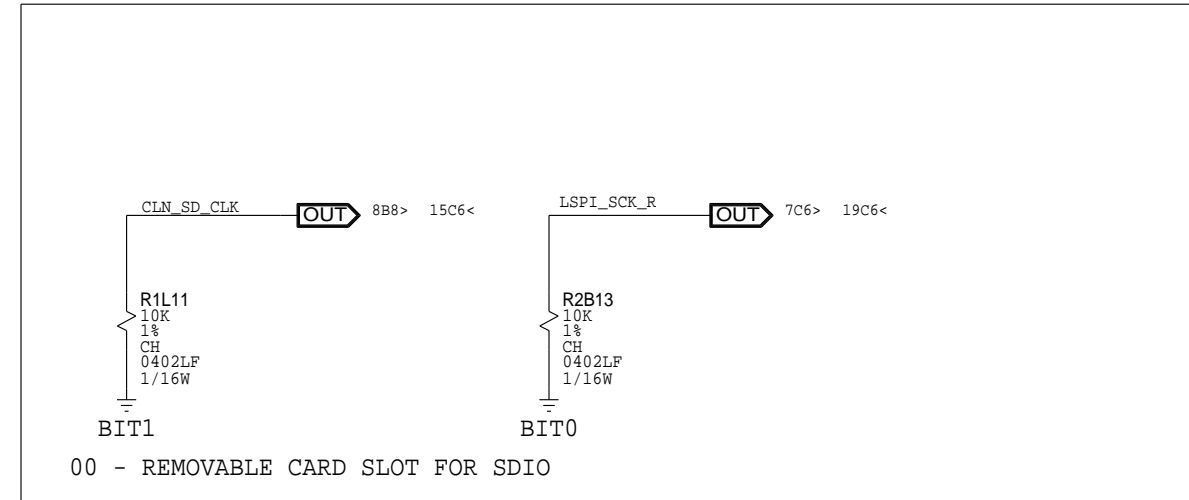 CLN_SD_CLK OUT 8B8> 15C6<
LSPI_SCK_R OUT 7C6> 19C6<
R1L11
10K
1%
CH
0402LF
1/16W
BIT1
R2B13
10K
1%
CH
0402LF
1/16W
BIT0
00 - REMOVABLE CARD SLOT FOR SDIO